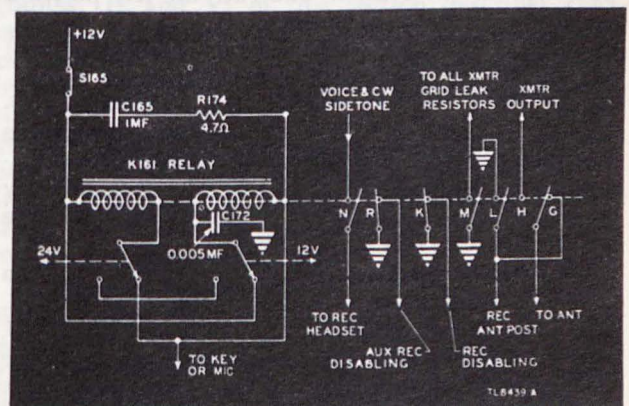 +12V
S165
C165
1MF
R174
4.7Ω
K161 RELAY
C172
0.005MF
24V
12V
TO KEY
OR MIC
VOICE & CW
SIDETONE
TO ALL XMTR
GRID LEAK
RESISTORS
XMTR
OUTPUT
N R K M L H G
TO REC
HEADSET
AUX REC
DISABLING
REC
DISABLING
REC
ANT POST
TO ANT
TL8439 A